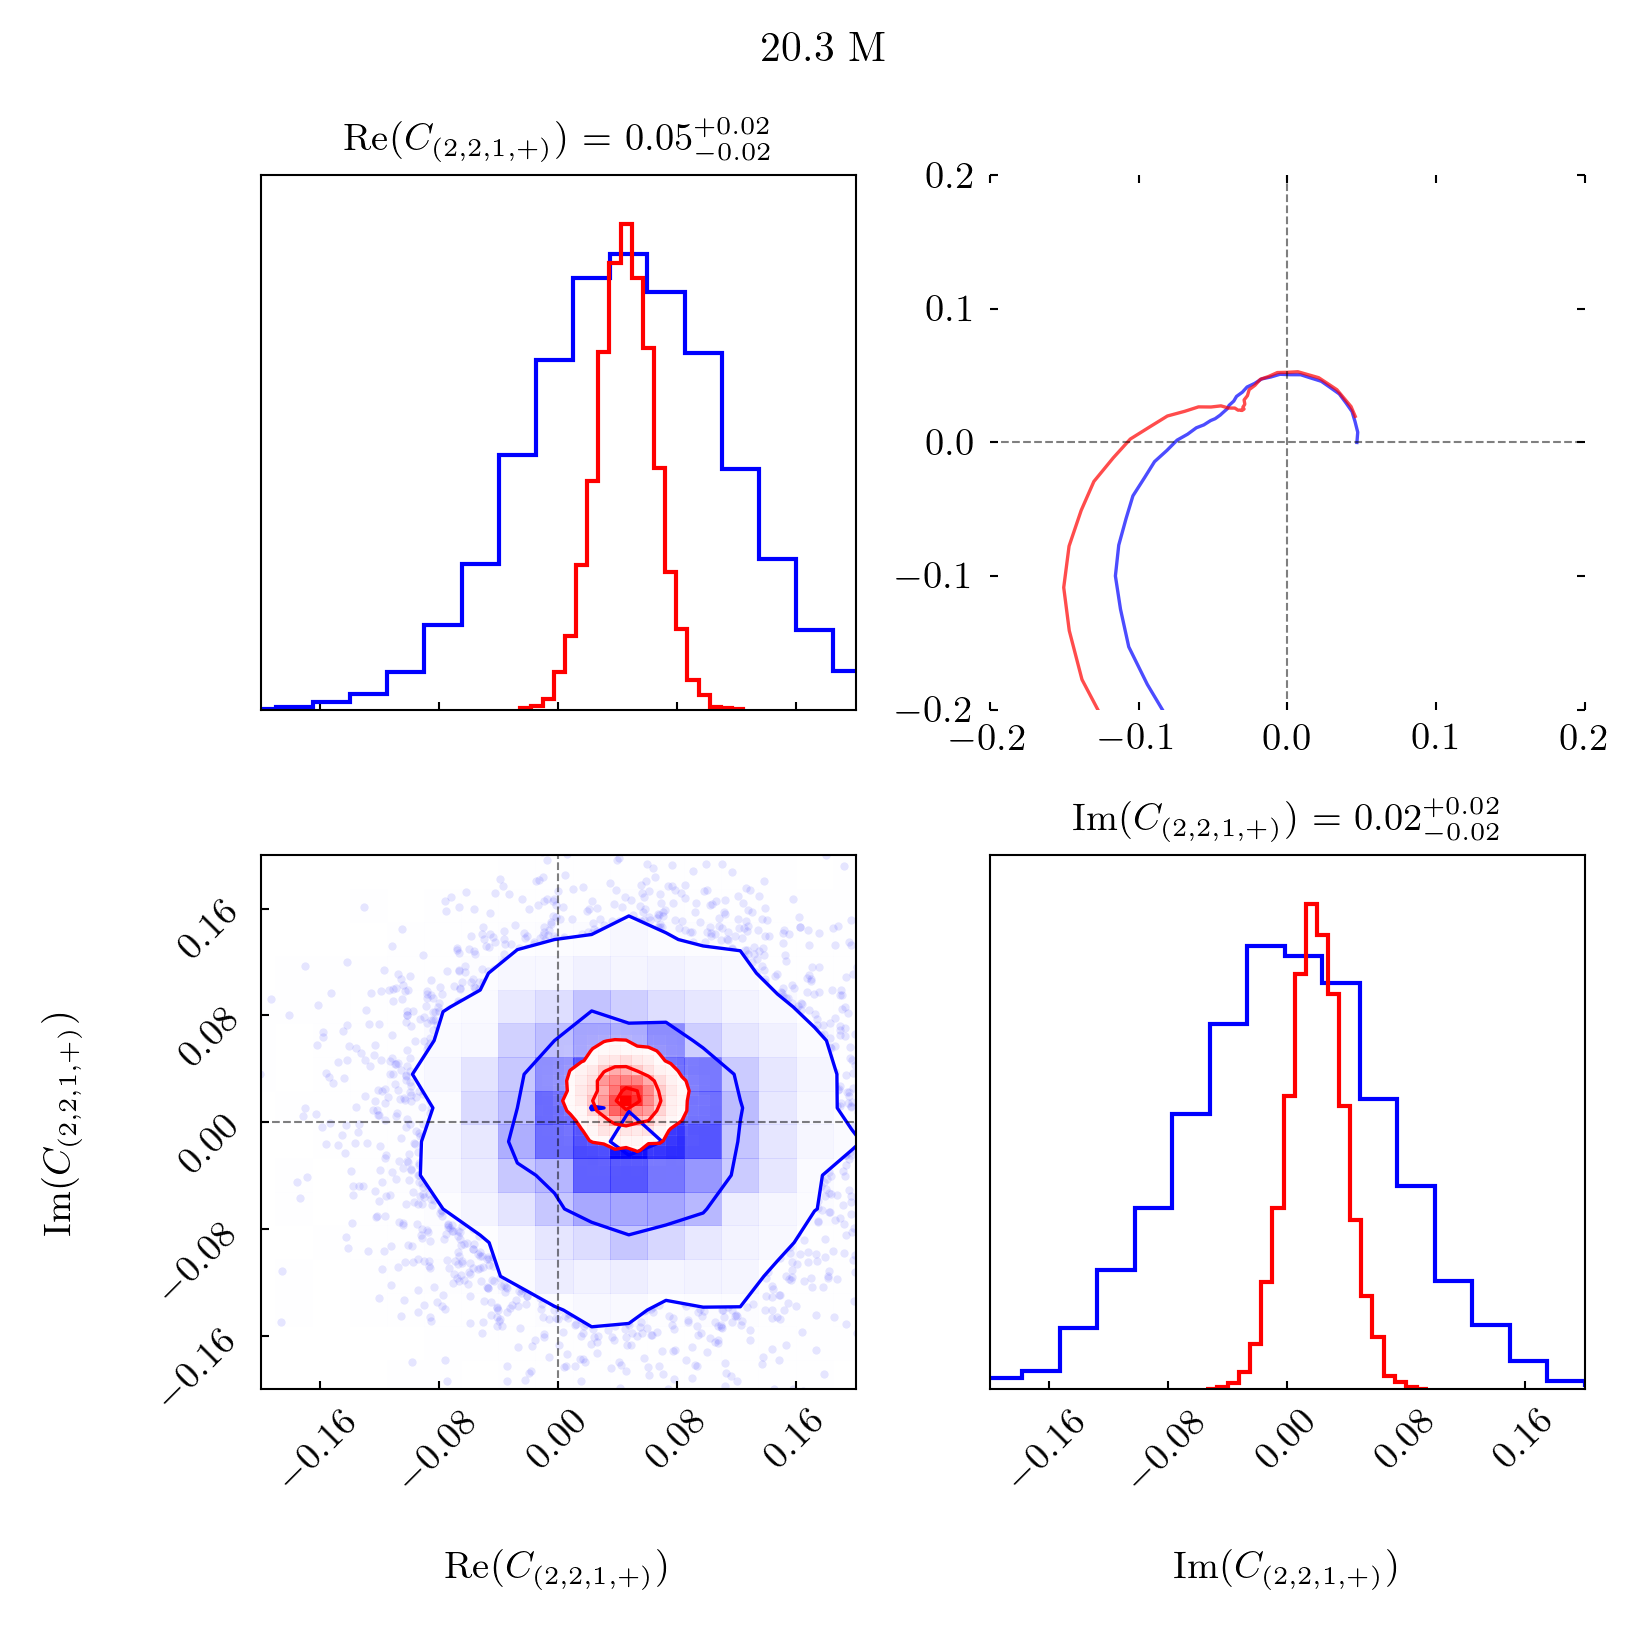 20.3 M
Re(C_{(2,2,1,+)}) = 0.05^{+0.02}_{−0.02}
0.2
0.1
0.0
−0.1
−0.2
−0.2 −0.1 0.0 0.1 0.2
Im(C_{(2,2,1,+)}) = 0.02^{+0.02}_{−0.02}
Im(C_{(2,2,1,+)})
0.16
0.08
0.00
−0.08
−0.16
−0.16 −0.08 0.00 0.08 0.16
−0.16 −0.08 0.00 0.08 0.16
Re(C_{(2,2,1,+)})
Im(C_{(2,2,1,+)})